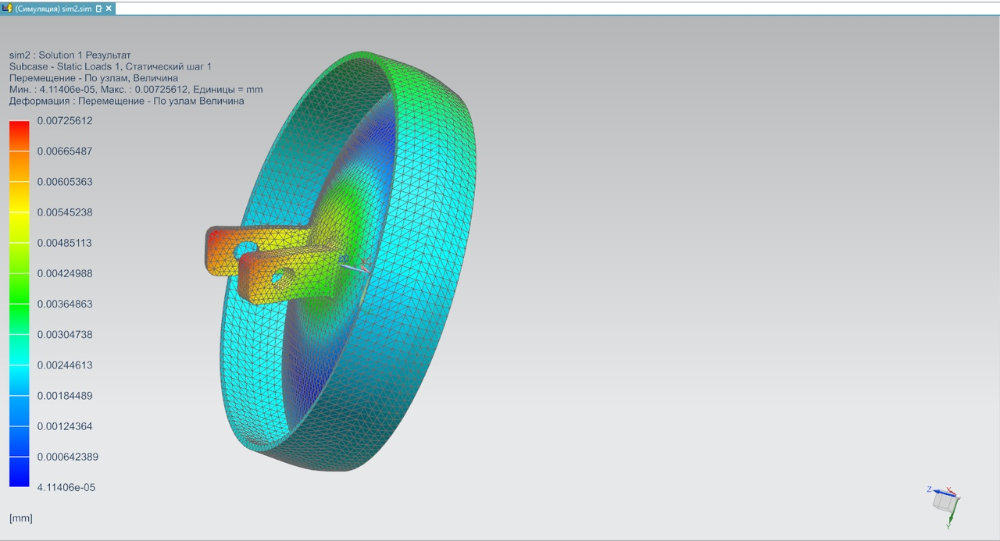 (Симуляция) sim2.sim
sim2 : Solution 1 Результат
Subcase - Static Loads 1, Статический шаг 1
Перемещение - По узлам, Величина
Мин. : 4.11406e-05, Макс. : 0.00725612, Единицы = mm
Деформация : Перемещение - По узлам Величина
0.00725612
0.00665487
0.00605363
0.00545238
0.00485113
0.00424988
0.00364863
0.00304738
0.00244613
0.00184489
0.00124364
0.000642389
4.11406e-05
[mm]
Z
X
Y